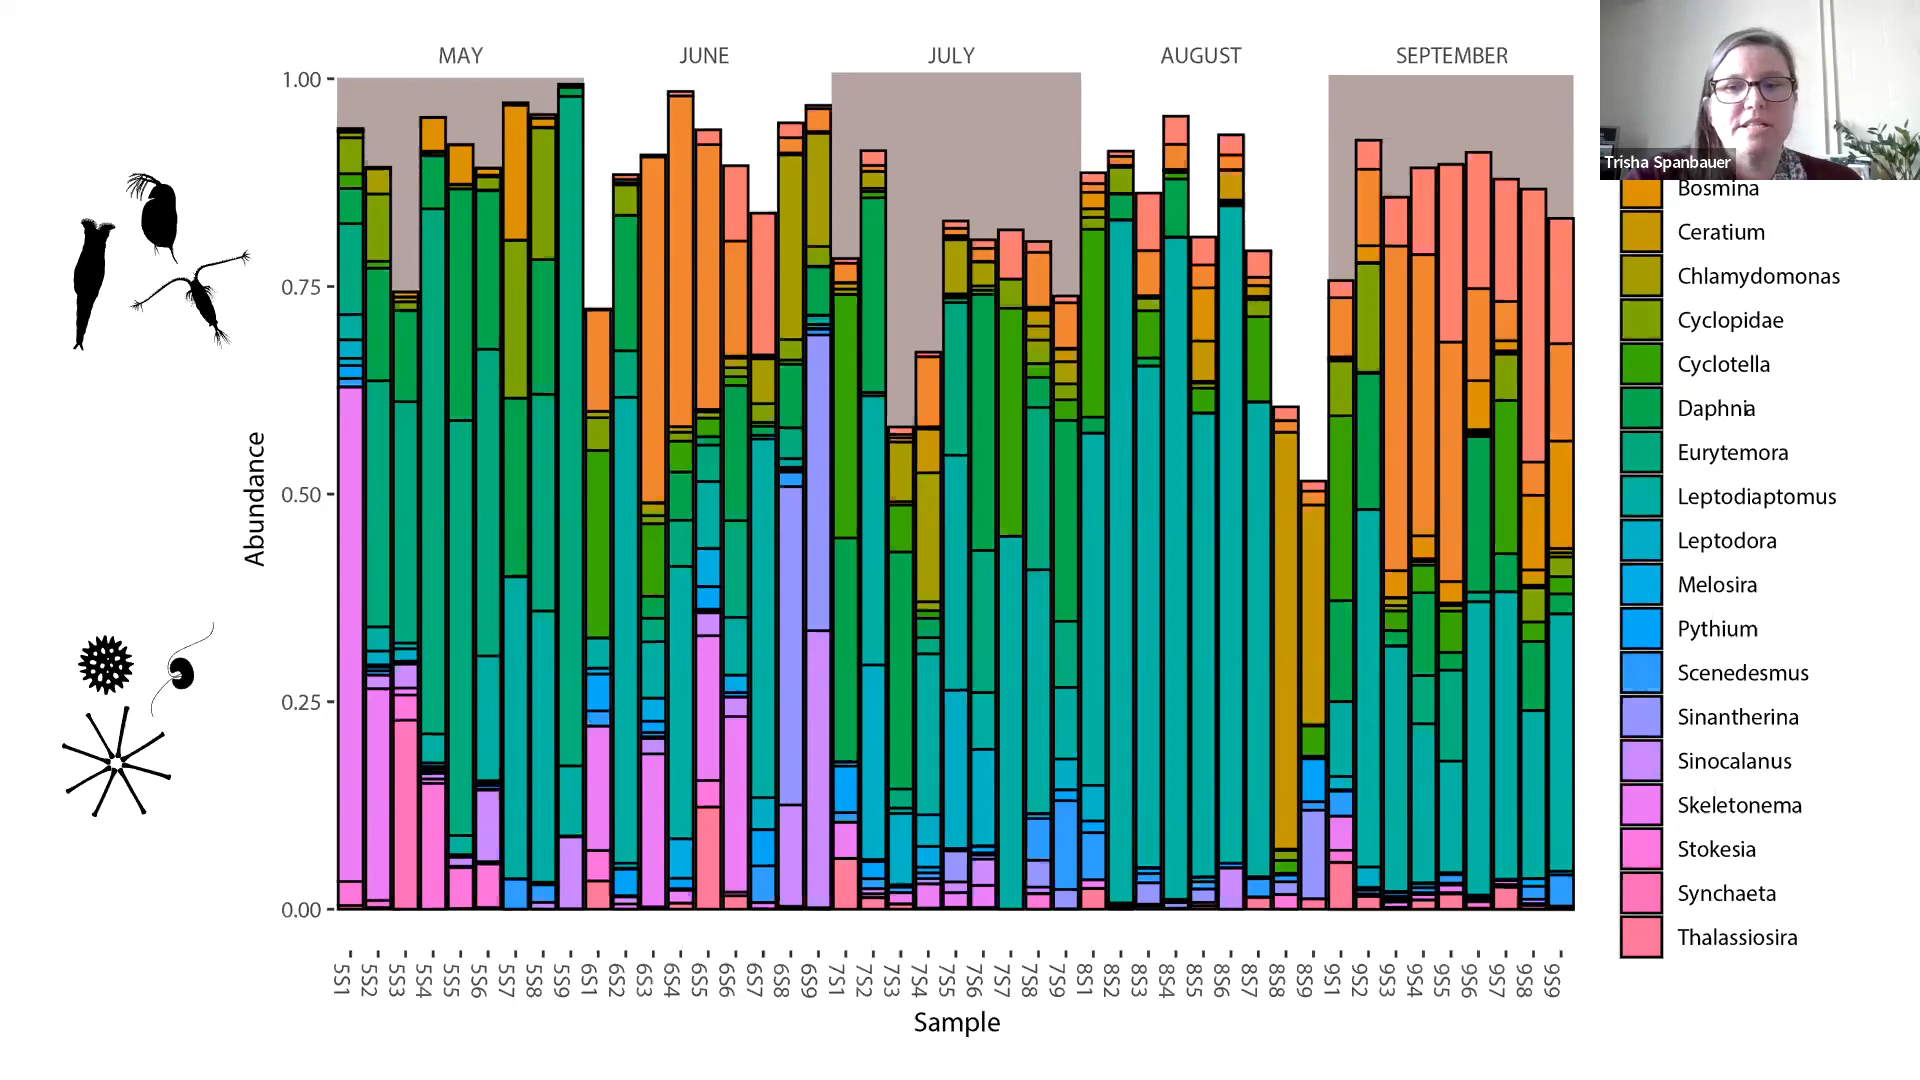 MAY JUNE JULY AUGUST SEPTEMBER
Trisha Spanbauer
1.00
0.75
0.50
0.25
0.00
Abundance
5S1 5S2 5S3 5S4 5S5 5S6 5S7 5S8 5S9 6S1 6S2 6S3 6S4 6S5 6S6 6S7 6S8 6S9 7S1 7S2 7S3 7S4 7S5 7S6 7S7 7S8 7S9 8S1 8S2 8S3 8S4 8S5 8S6 8S7 8S8 8S9 9S1 9S2 9S3 9S4 9S5 9S6 9S7 9S8 9S9
Sample
Bosmina
Ceratium
Chlamydomonas
Cyclopidae
Cyclotella
Daphnia
Eurytemora
Leptodiaptomus
Leptodora
Melosira
Pythium
Scenedesmus
Sinantherina
Sinocalanus
Skeletonema
Stokesia
Synchaeta
Thalassiosira